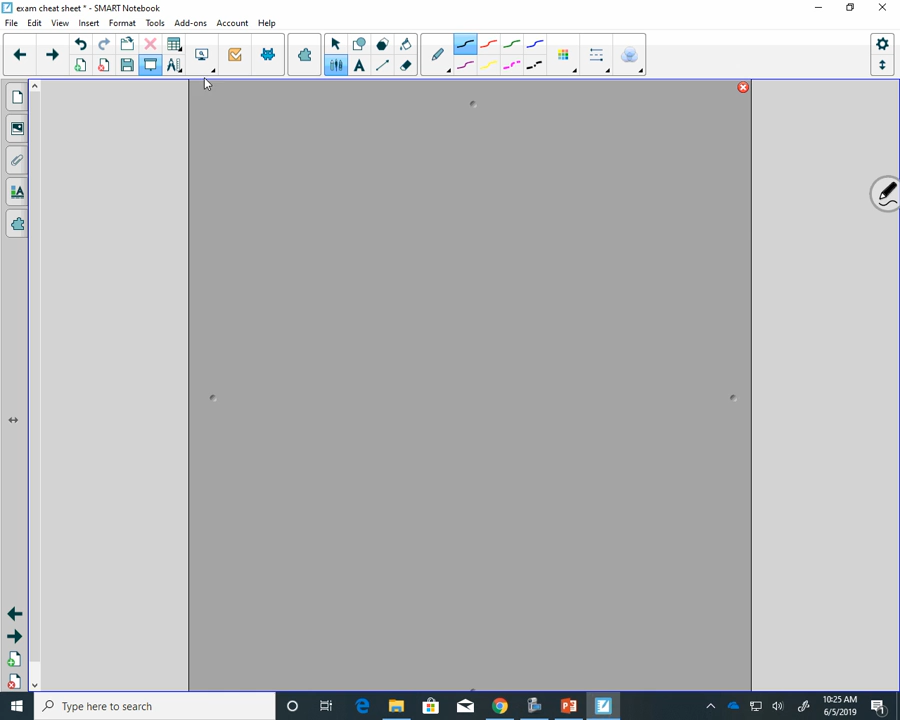 exam cheat sheet * - SMART Notebook
File Edit View Insert Format Tools Add-ons Account Help
Type here to search
10:25 AM
6/5/2019
1